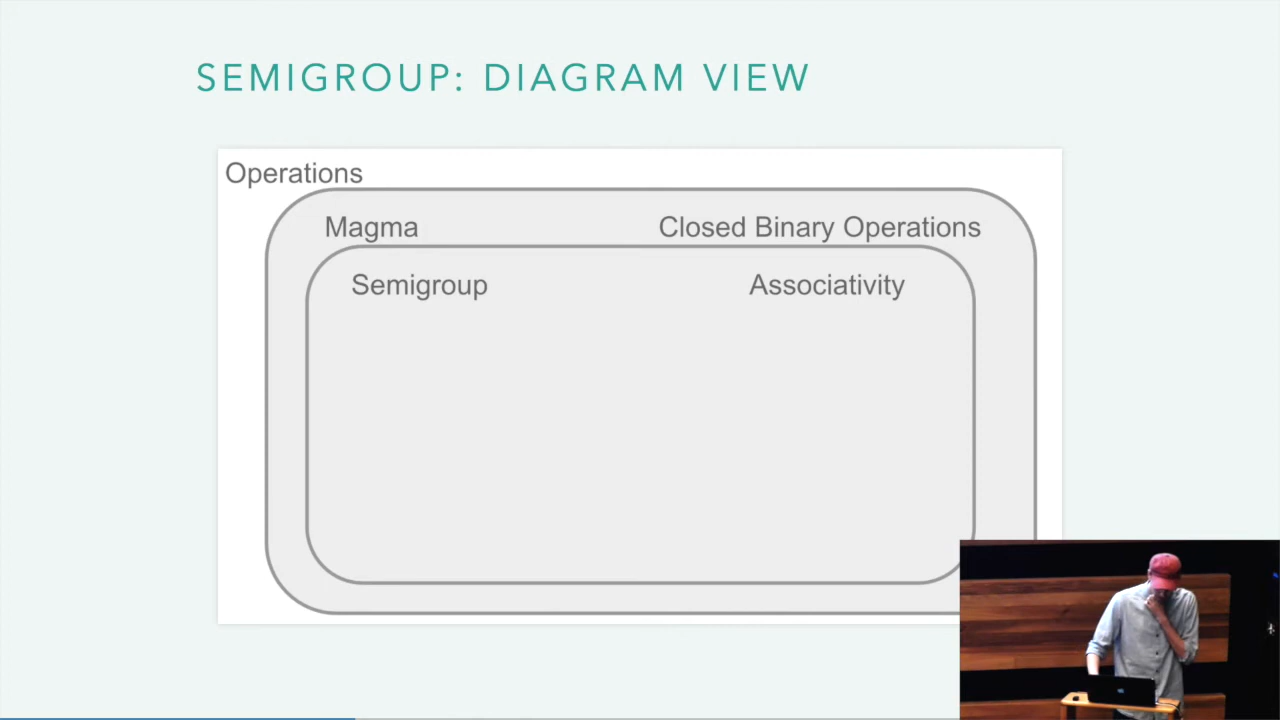 SEMIGROUP: DIAGRAM VIEW
Operations
Magma Closed Binary Operations
Semigroup Associativity